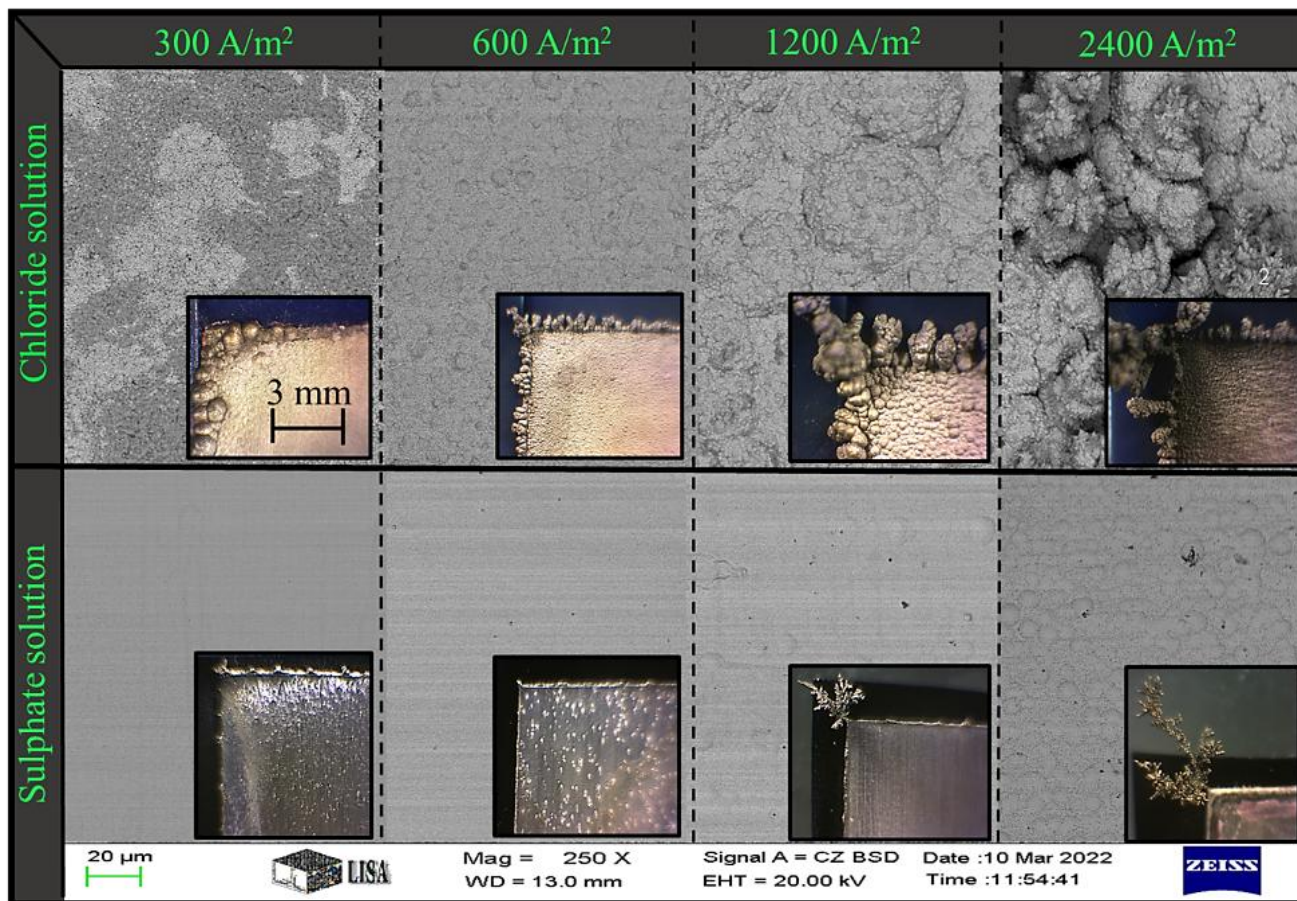 300 A/m²
600 A/m²
1200 A/m²
2400 A/m²
Chloride solution
2
3 mm
Sulphate solution
20 µm
LISA
Mag = 250 X
WD = 13.0 mm
Signal A = CZ BSD
EHT = 20.00 kV
Date :10 Mar 2022
Time :11:54:41
ZEISS